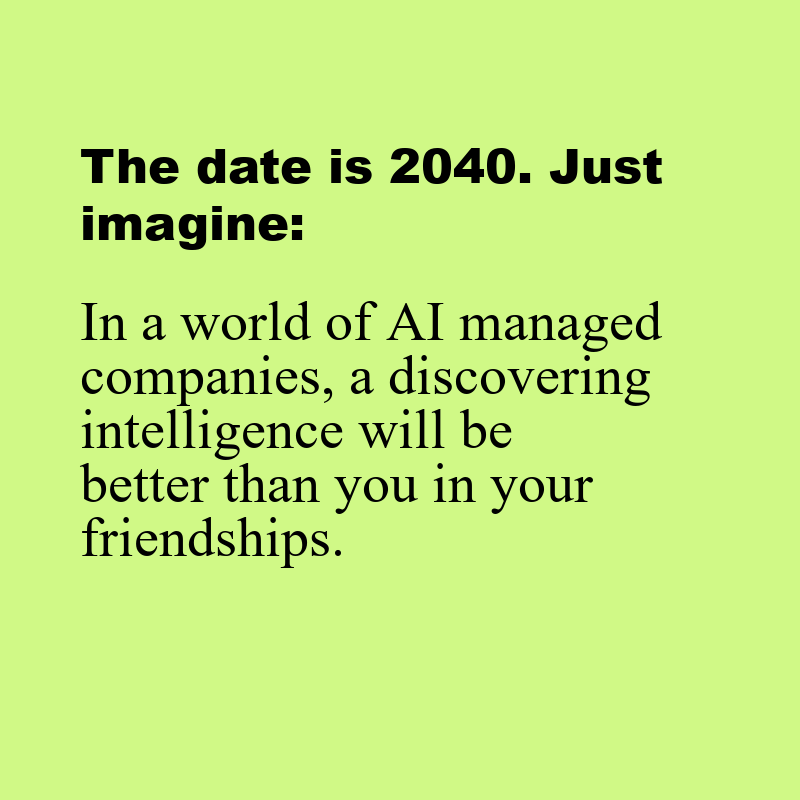 The date is 2040. Just
imagine:
In a world of AI managed
companies, a discovering
intelligence will be
better than you in your
friendships.